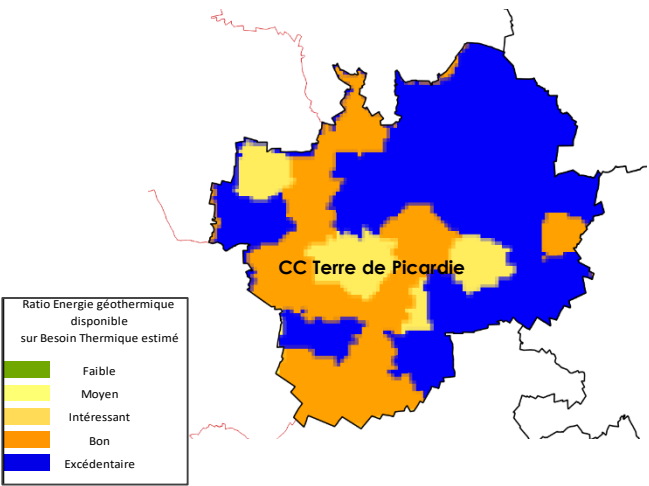 CC Terre de Picardie
Ratio Energie géothermique
disponible
sur Besoin Thermique estimé
Faible
Moyen
Intéressant
Bon
Excédentaire